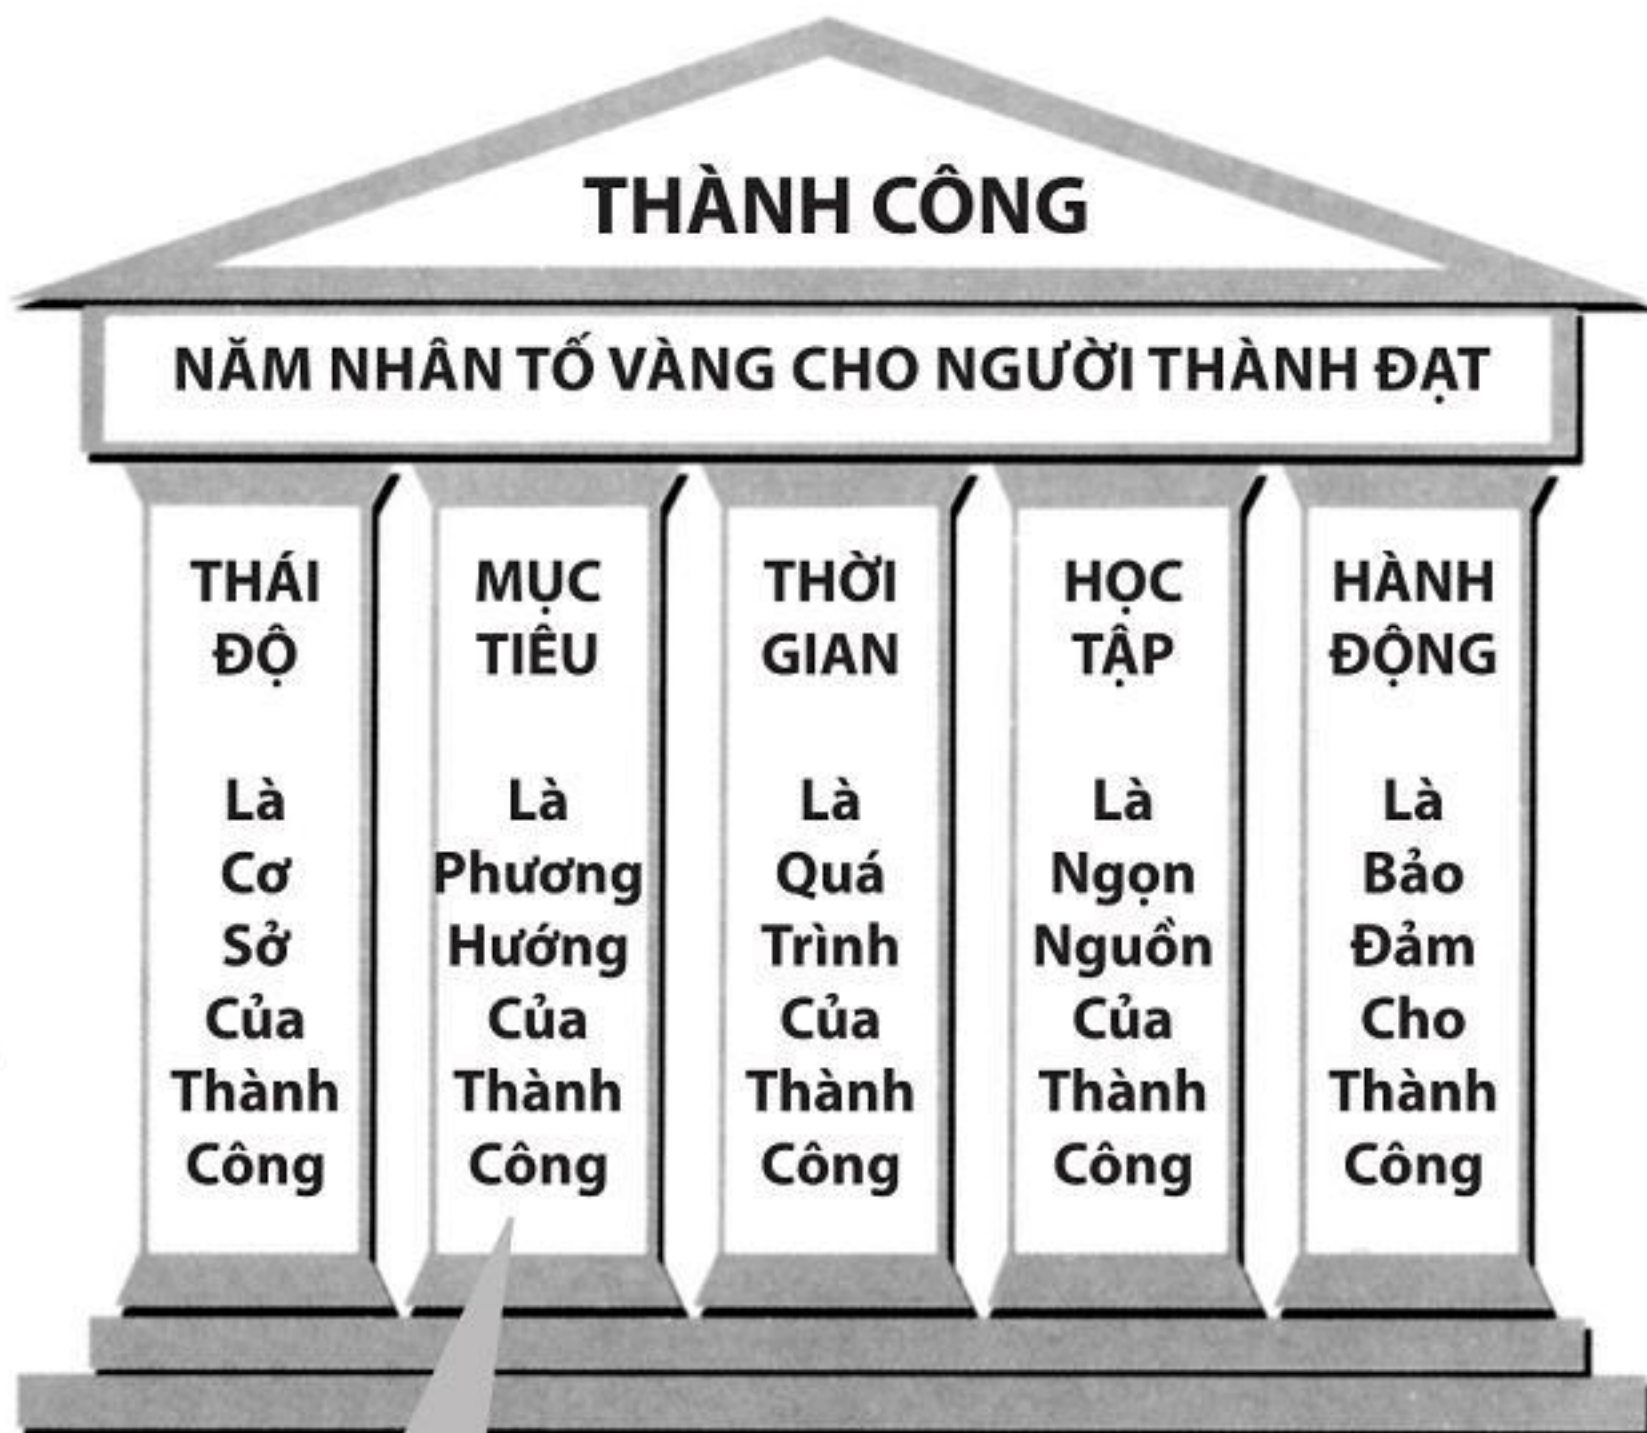 THÀNH CÔNG
NĂM NHÂN TỐ VÀNG CHO NGƯỜI THÀNH ĐẠT
THÁI
ĐỘ
Là
Cơ
Sở
Của
Thành
Công
MỤC
TIÊU
Là
Phương
Hướng
Của
Thành
Công
THỜI
GIAN
Là
Quá
Trình
Của
Thành
Công
HỌC
TẬP
Là
Ngọn
Nguồn
Của
Thành
Công
HÀNH
ĐỘNG
Là
Bảo
Đảm
Cho
Thành
Công